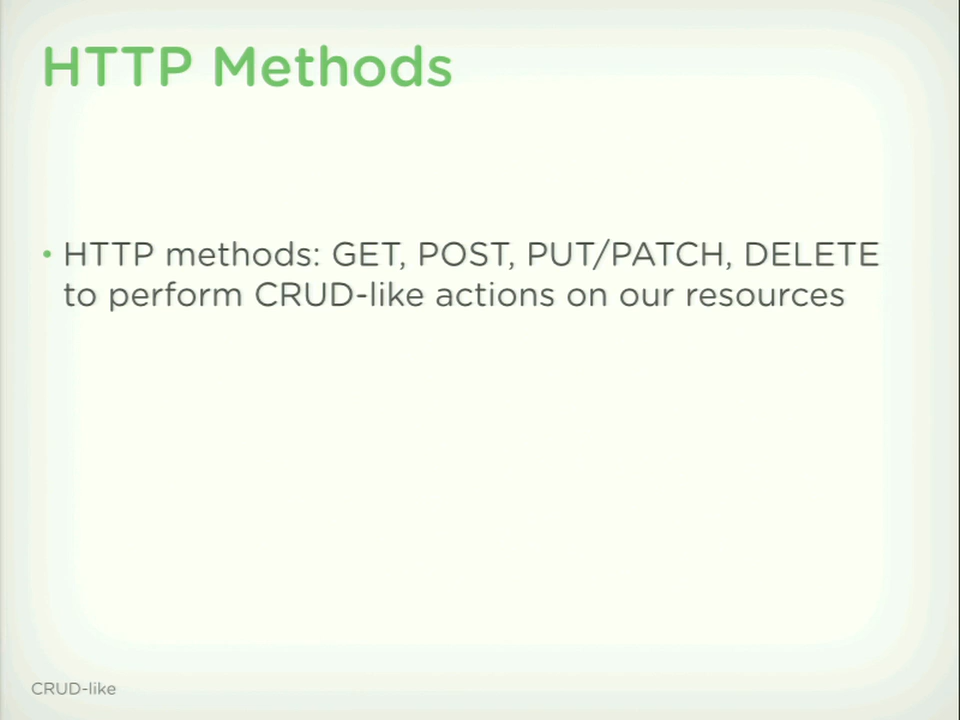 HTTP Methods
• HTTP methods: GET, POST, PUT/PATCH, DELETE
to perform CRUD-like actions on our resources
CRUD-like